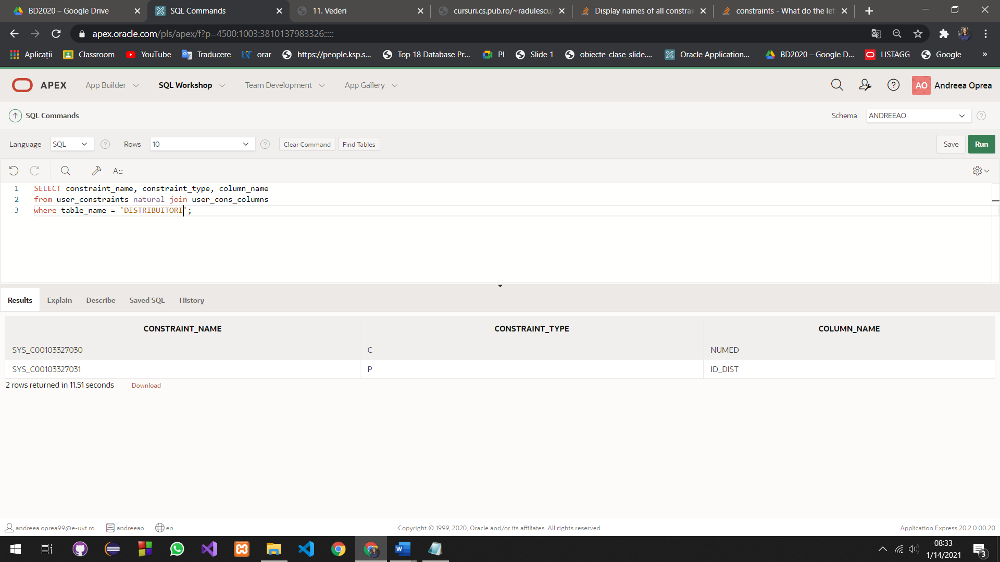 BD2020 – Google Drive
SQL Commands
11. Vederi
cursuri.cs.pub.ro/~radulescu/
Display names of all constrain
constraints - What do the let
apex.oracle.com/pls/apex/f?p=4500:1003:3810137983326:::::
Aplicații
Classroom
YouTube
Traducere
orar
https://people.ksp.s...
Top 18 Database Pr...
PI
Slide 1
obiecte_clase_slide....
Oracle Application...
BD2020 – Google D...
LISTAGG
Google
»
APEX
App Builder
SQL Workshop
Team Development
App Gallery
AO
Andreea Oprea
SQL Commands
Schema
ANDREEAO
Language
SQL
Rows
10
Clear Command
Find Tables
Save
Run
1 SELECT constraint_name, constraint_type, column_name
2 from user_constraints natural join user_cons_columns
3 where table_name = 'DISTRIBUITORI';
Results
Explain
Describe
Saved SQL
History
CONSTRAINT_NAME CONSTRAINT_TYPE COLUMN_NAME
SYS_C00103327030 C NUMED
SYS_C00103327031 P ID_DIST
2 rows returned in 11.51 seconds
Download
andreea.oprea99@e-uvt.ro
andreeao
en
Copyright © 1999, 2020, Oracle and/or its affiliates. All rights reserved.
Application Express 20.2.0.00.20
08:33
1/14/2021
3